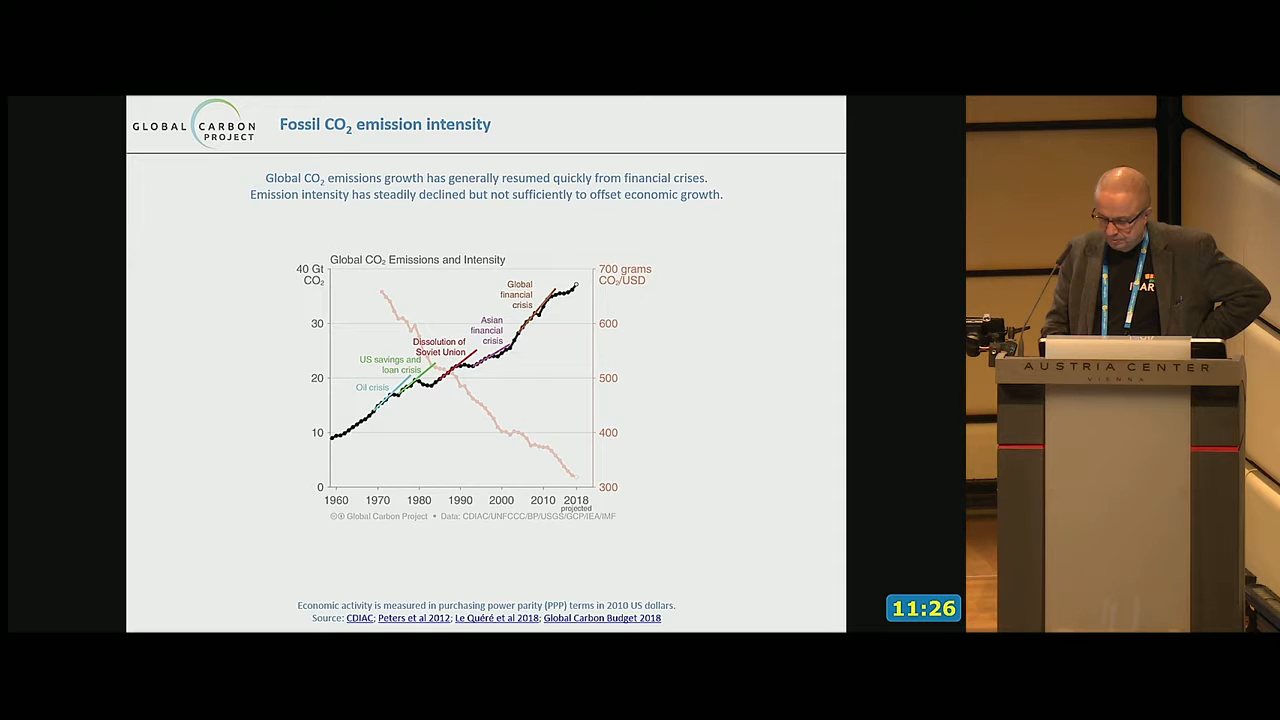 GLOBAL CARBON
PROJECT
Fossil CO₂ emission intensity
Global CO₂ emissions growth has generally resumed quickly from financial crises.
Emission intensity has steadily declined but not sufficiently to offset economic growth.
Global CO₂ Emissions and Intensity
40 Gt
CO₂
700 grams
CO₂/USD
Global
financial
crisis
Asian
financial
crisis
Dissolution of
Soviet Union
US savings and
loan crisis
Oil crisis
30
20
10
0
600
500
400
300
1960 1970 1980 1990 2000 2010 2018
projected
Global Carbon Project • Data: CDIAC/UNFCCC/BP/USGS/GCP/IEA/IMF
Economic activity is measured in purchasing power parity (PPP) terms in 2010 US dollars.
Source: CDIAC; Peters et al 2012; Le Quéré et al 2018; Global Carbon Budget 2018
11:26
AUSTRIA CENTER
VIENNA